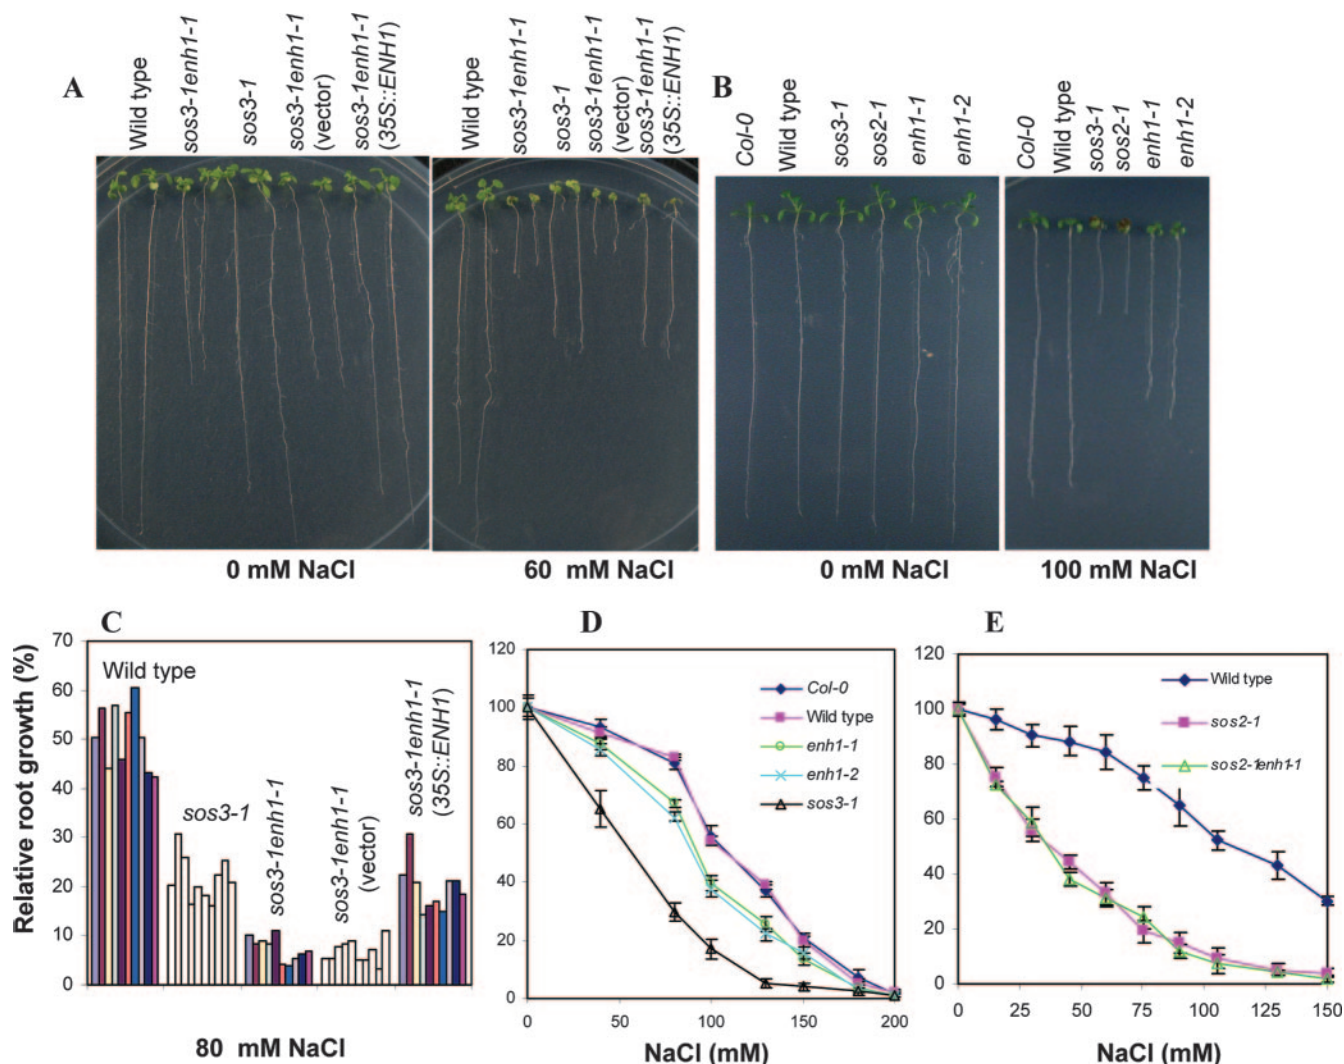 A
Wild type
sos3-1enh1-1
sos3-1
sos3-1enh1-1
(vector)
sos3-1enh1-1
(35S::ENH1)
Wild type
sos3-1enh1-1
sos3-1
sos3-1enh1-1
(vector)
sos3-1enh1-1
(35S::ENH1)
0 mM NaCl
60 mM NaCl
B
Col-0
Wild type
sos3-1
sos2-1
enh1-1
enh1-2
Col-0
Wild type
sos3-1
sos2-1
enh1-1
enh1-2
0 mM NaCl
100 mM NaCl
C
Relative root growth (%)
70
60
50
40
30
20
10
0
Wild type
sos3-1
sos3-1enh1-1
sos3-1enh1-1
(vector)
sos3-1enh1-1
(35S::ENH1)
80 mM NaCl
D
120
100
80
60
40
20
0
Col-0
Wild type
enh1-1
enh1-2
sos3-1
0 50 100 150 200
NaCl (mM)
E
120
100
80
60
40
20
0
Wild type
sos2-1
sos2-1enh1-1
0 25 50 75 100 125 150
NaCl (mM)